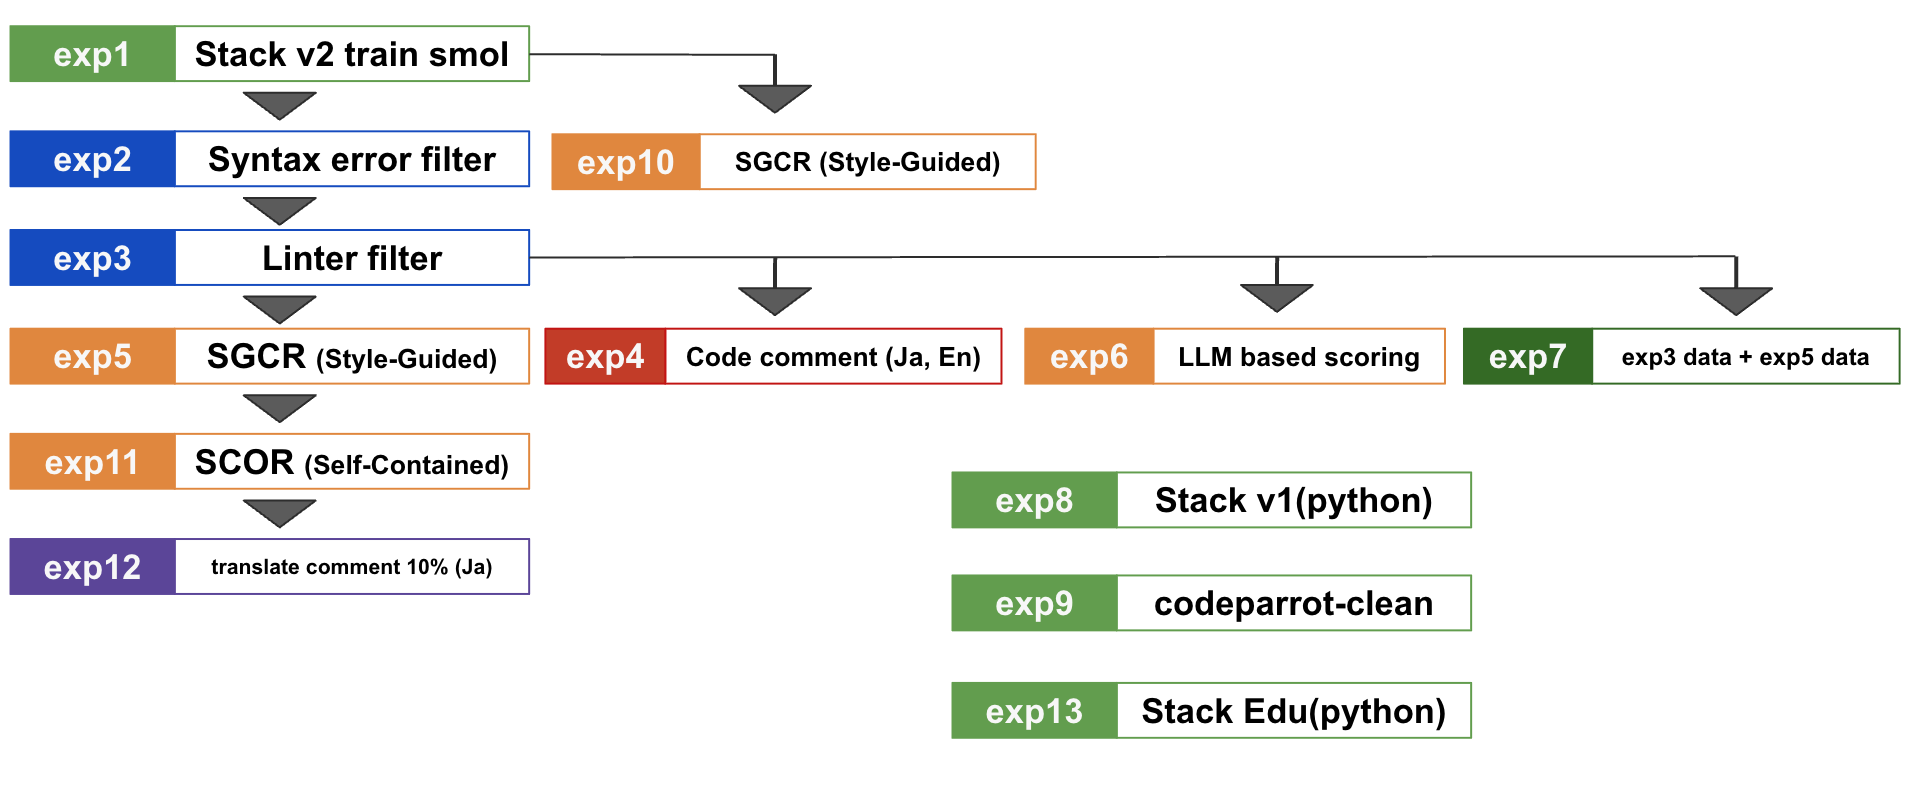 exp1 Stack v2 train smol
exp2 Syntax error filter
exp10 SGCR (Style-Guided)
exp3 Linter filter
exp5 SGCR (Style-Guided)
exp4 Code comment (Ja, En)
exp6 LLM based scoring
exp7 exp3 data + exp5 data
exp11 SCOR (Self-Contained)
exp12 translate comment 10% (Ja)
exp8 Stack v1(python)
exp9 codeparrot-clean
exp13 Stack Edu(python)